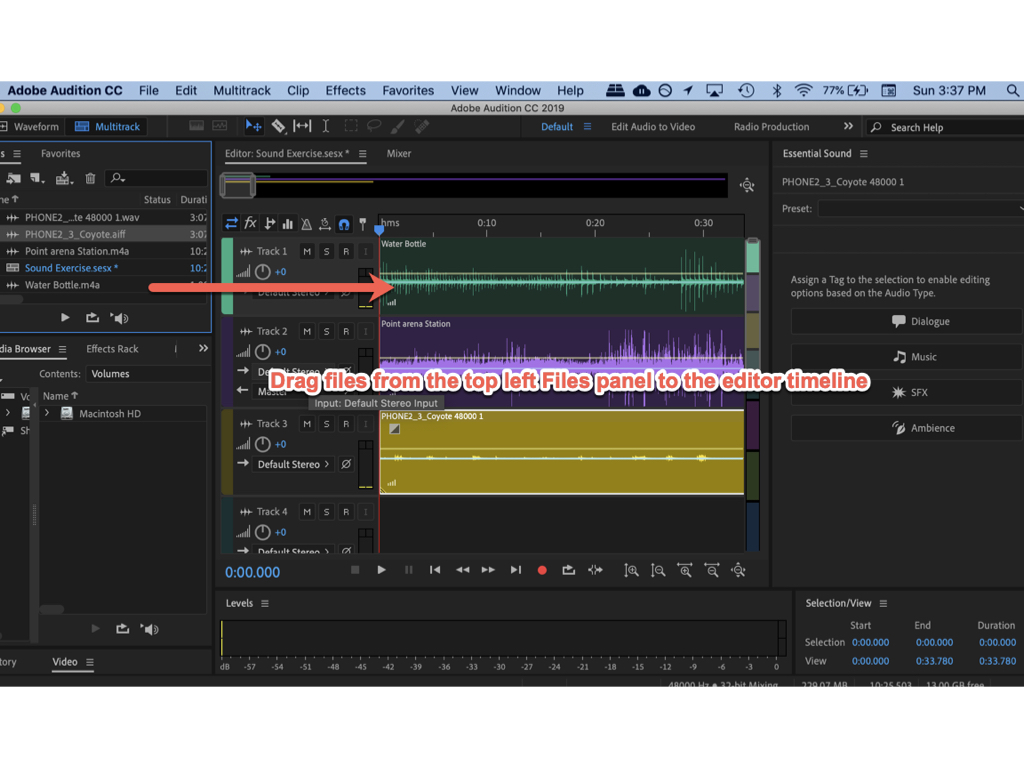 Adobe Audition CC File Edit Multitrack Clip Effects Favorites View Window Help 77% Sun 3:37 PM
Adobe Audition CC 2019
Waveform Multitrack Default Edit Audio to Video Radio Production Search Help
s Favorites
Editor: Sound Exercise.sesx * Mixer
Essential Sound
PHONE2_3_Coyote 48000 1
me ↑ Status Durati
Preset:
PHONE2_...te 48000 1.wav 3:07
PHONE2_3_Coyote.aiff 3:07
Point arena Station.m4a 10:2
Sound Exercise.sesx * 10:2
Water Bottle.m4a
hms 0:10 0:20 0:30
Track 1 M S R I
Water Bottle
+0
Default Stereo
Assign a Tag to the selection to enable editing
options based on the Audio Type.
Dialogue
Music
SFX
Ambience
Track 2 M S R I
Point arena Station
+0
Default Stereo
Master
Drag files from the top left Files panel to the editor timeline
Input: Default Stereo Input
dia Browser Effects Rack
Contents: Volumes
Name ↑
Vo
Macintosh HD
Sh
PHONE2_3_Coyote 48000 1
Track 3 M S R I
+0
Default Stereo
Track 4 M S R I
+0
Default Stereo
0:00.000
Levels
dB -57 -54 -51 -48 -45 -42 -39 -36 -33 -30 -27 -24 -21 -18 -15 -12 -9 -6 -3 0
Selection/View
Start End Duration
Selection 0:00.000 0:00.000 0:00.000
View 0:00.000 0:33.780 0:33.780
tory Video
48000 Hz • 32-bit Mixing 229.07 MB 10:25.503 13.00 GB free